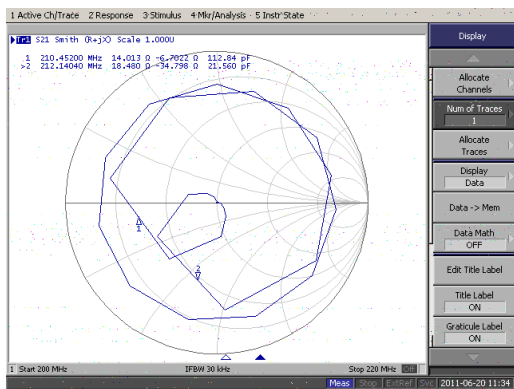 1 Active Ch/Trace 2 Response 3 Stimulus 4 Mkr/Analysis 5 Instr State
Tr1 S21 Smith (R+jX) Scale 1.000U
1 210.45200 MHz 14.013 Ω -6.7022 Ω 112.84 pF
>2 212.14040 MHz 18.480 Ω -34.798 Ω 21.560 pF
1
2
1 Start 200 MHz IFBW 30 kHz Stop 220 MHz Off
Display
Allocate
Channels
Num of Traces
1
Allocate
Traces
Display
Data
Data -> Mem
Data Math
OFF
Edit Title Label
Title Label
ON
Graticule Label
ON
Meas Stop ExtRef Svc 2011-06-20 11:34